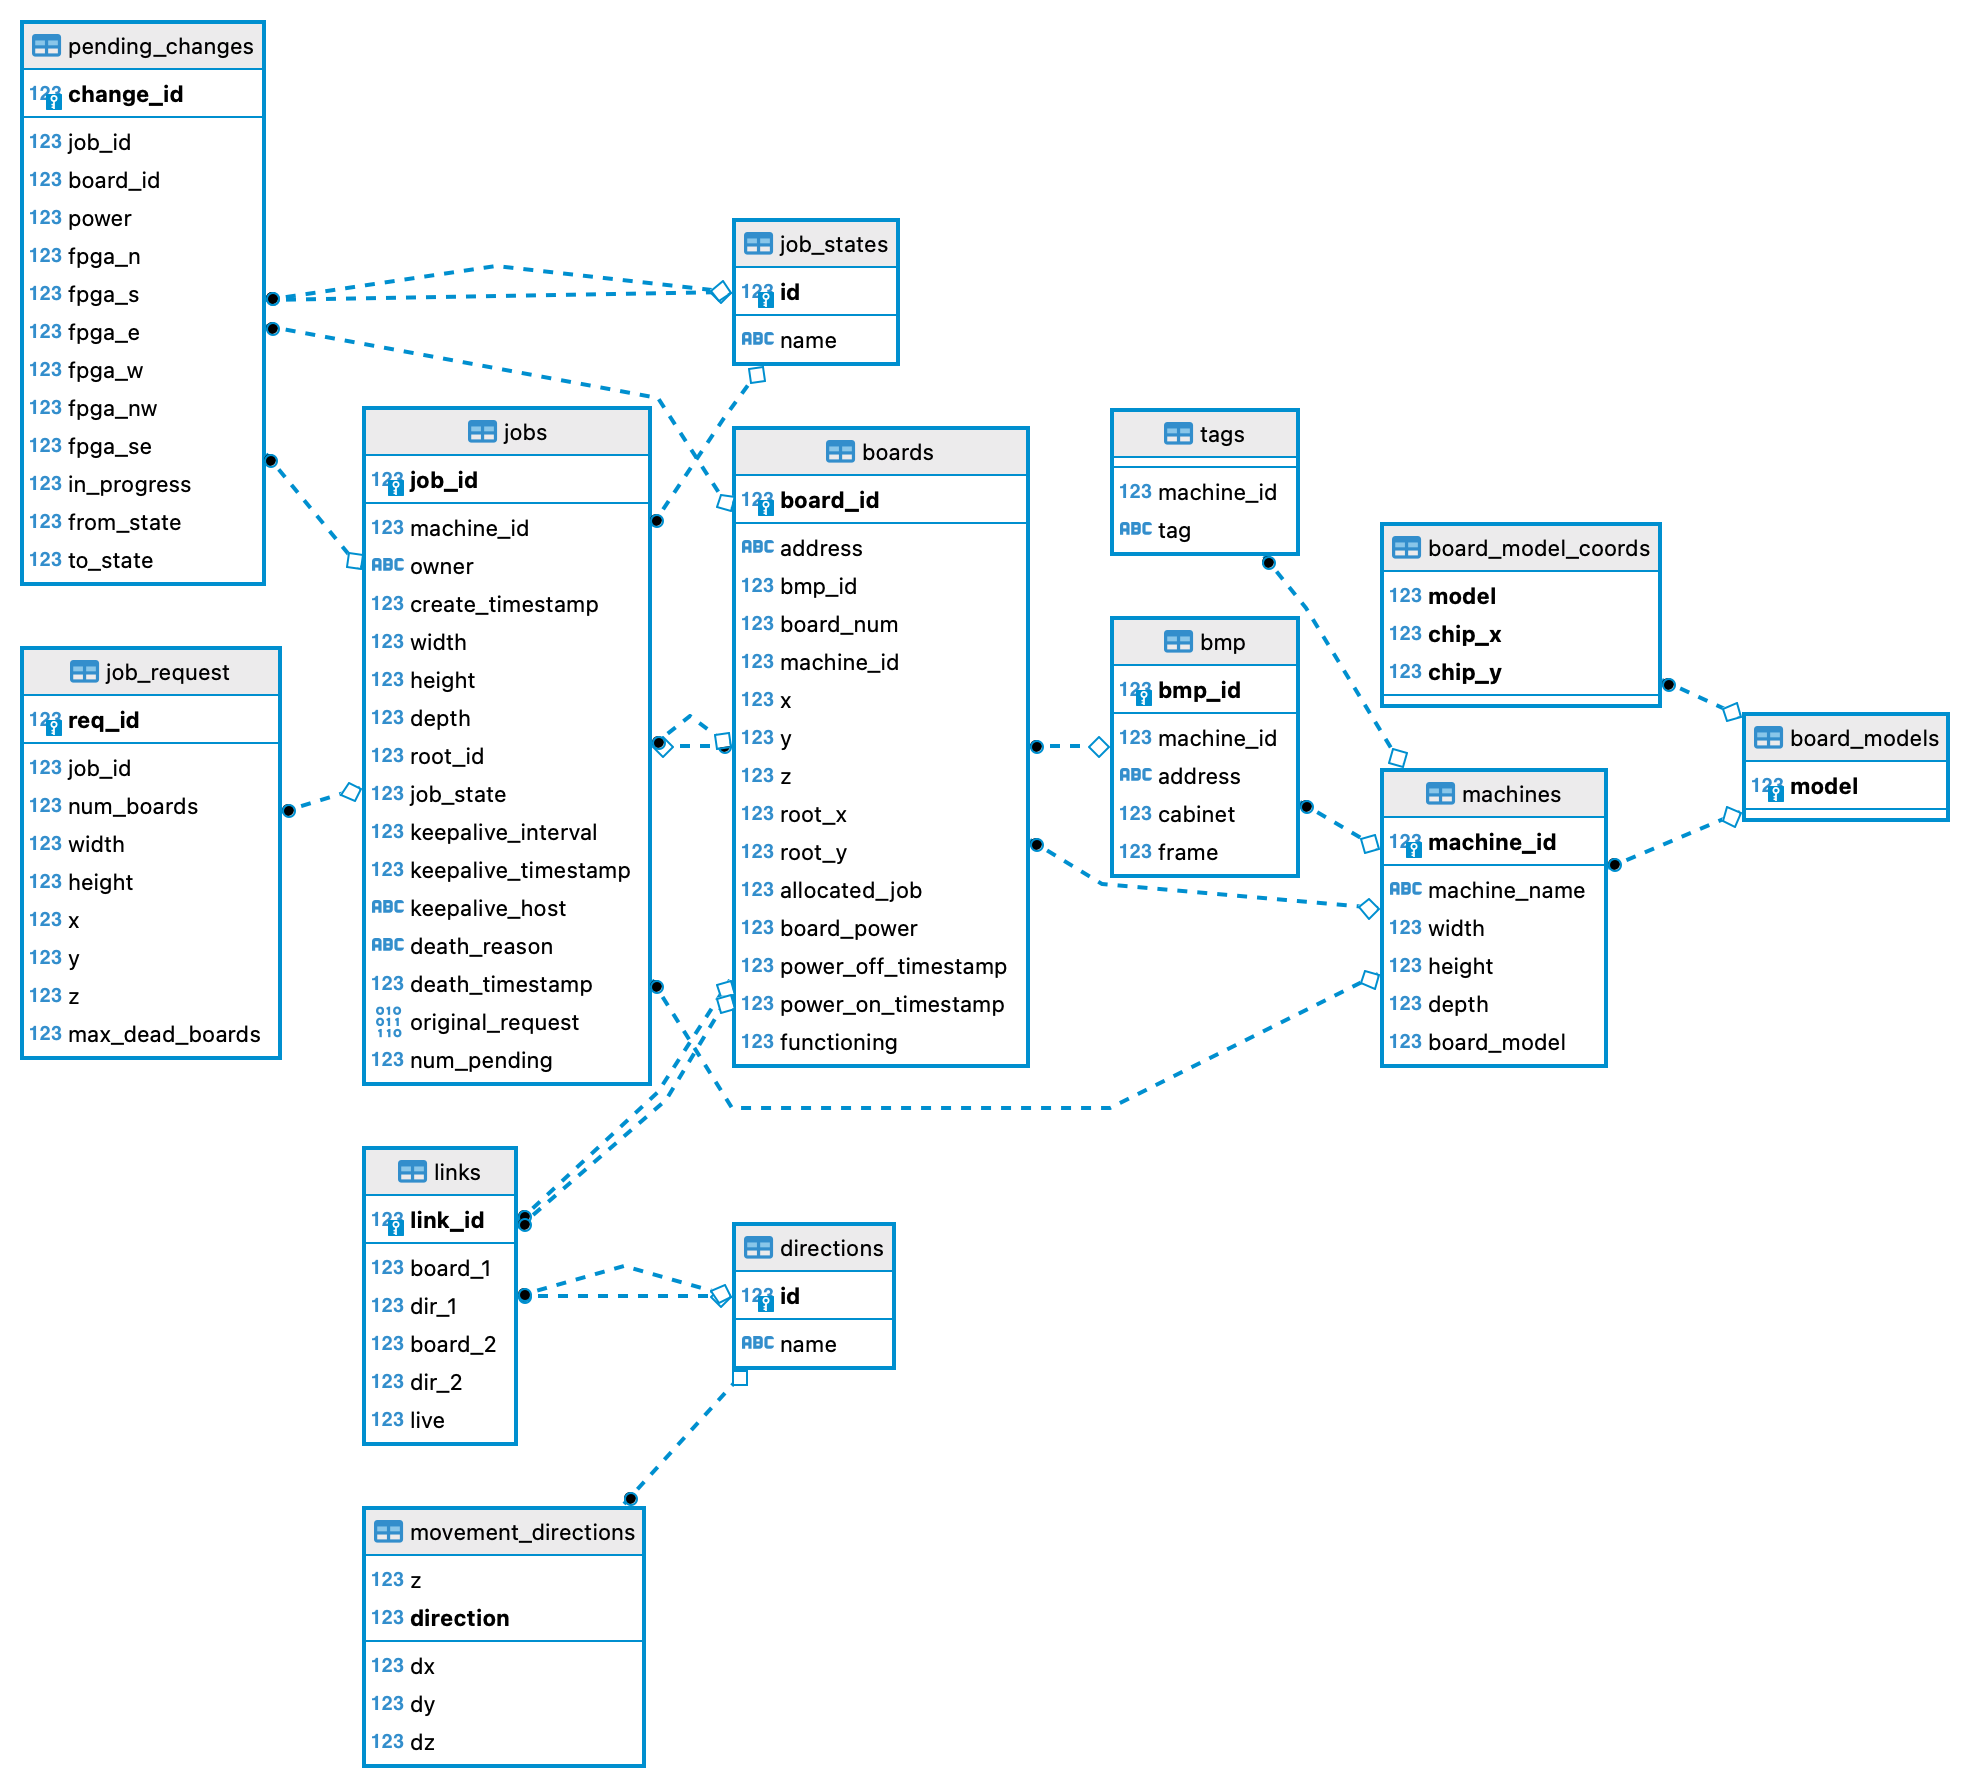 pending_changes
123 change_id
123 job_id
123 board_id
123 power
123 fpga_n
123 fpga_s
123 fpga_e
123 fpga_w
123 fpga_nw
123 fpga_se
123 in_progress
123 from_state
123 to_state
job_request
123 req_id
123 job_id
123 num_boards
123 width
123 height
123 x
123 y
123 z
123 max_dead_boards
jobs
123 job_id
123 machine_id
ABC owner
123 create_timestamp
123 width
123 height
123 depth
123 root_id
123 job_state
123 keepalive_interval
123 keepalive_timestamp
ABC keepalive_host
ABC death_reason
123 death_timestamp
010 011 110 original_request
123 num_pending
links
123 link_id
123 board_1
123 dir_1
123 board_2
123 dir_2
123 live
movement_directions
123 z
123 direction
123 dx
123 dy
123 dz
job_states
123 id
ABC name
boards
123 board_id
ABC address
123 bmp_id
123 board_num
123 machine_id
123 x
123 y
123 z
123 root_x
123 root_y
123 allocated_job
123 board_power
123 power_off_timestamp
123 power_on_timestamp
123 functioning
directions
123 id
ABC name
tags
123 machine_id
ABC tag
bmp
123 bmp_id
123 machine_id
ABC address
123 cabinet
123 frame
board_model_coords
123 model
123 chip_x
123 chip_y
machines
123 machine_id
ABC machine_name
123 width
123 height
123 depth
123 board_model
board_models
123 model